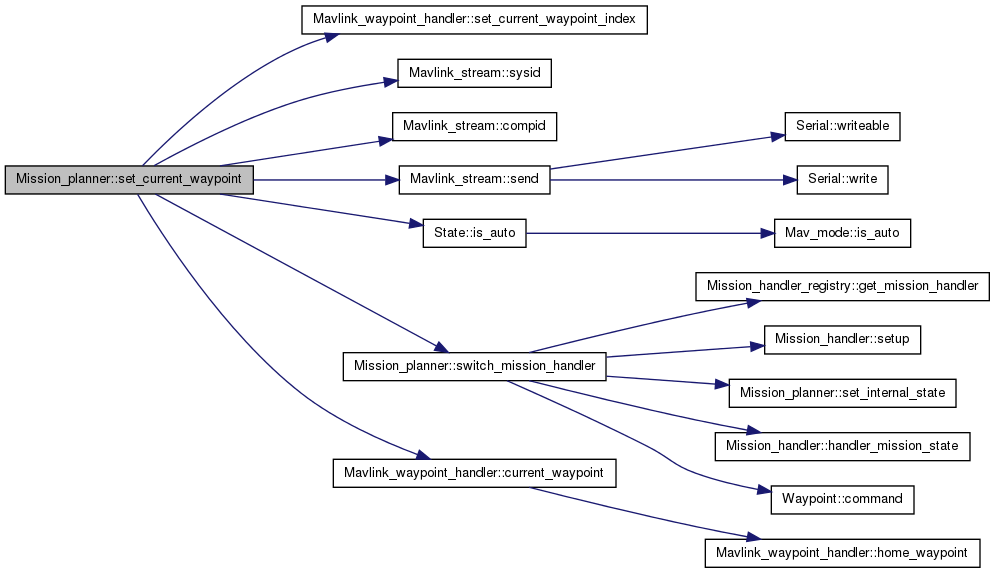 Mavlink_waypoint_handler::set_current_waypoint_index
Mavlink_stream::sysid
Mavlink_stream::compid
Serial::writeable
Mission_planner::set_current_waypoint
Mavlink_stream::send
Serial::write
State::is_auto
Mav_mode::is_auto
Mission_handler_registry::get_mission_handler
Mission_handler::setup
Mission_planner::switch_mission_handler
Mission_planner::set_internal_state
Mission_handler::handler_mission_state
Mavlink_waypoint_handler::current_waypoint
Waypoint::command
Mavlink_waypoint_handler::home_waypoint